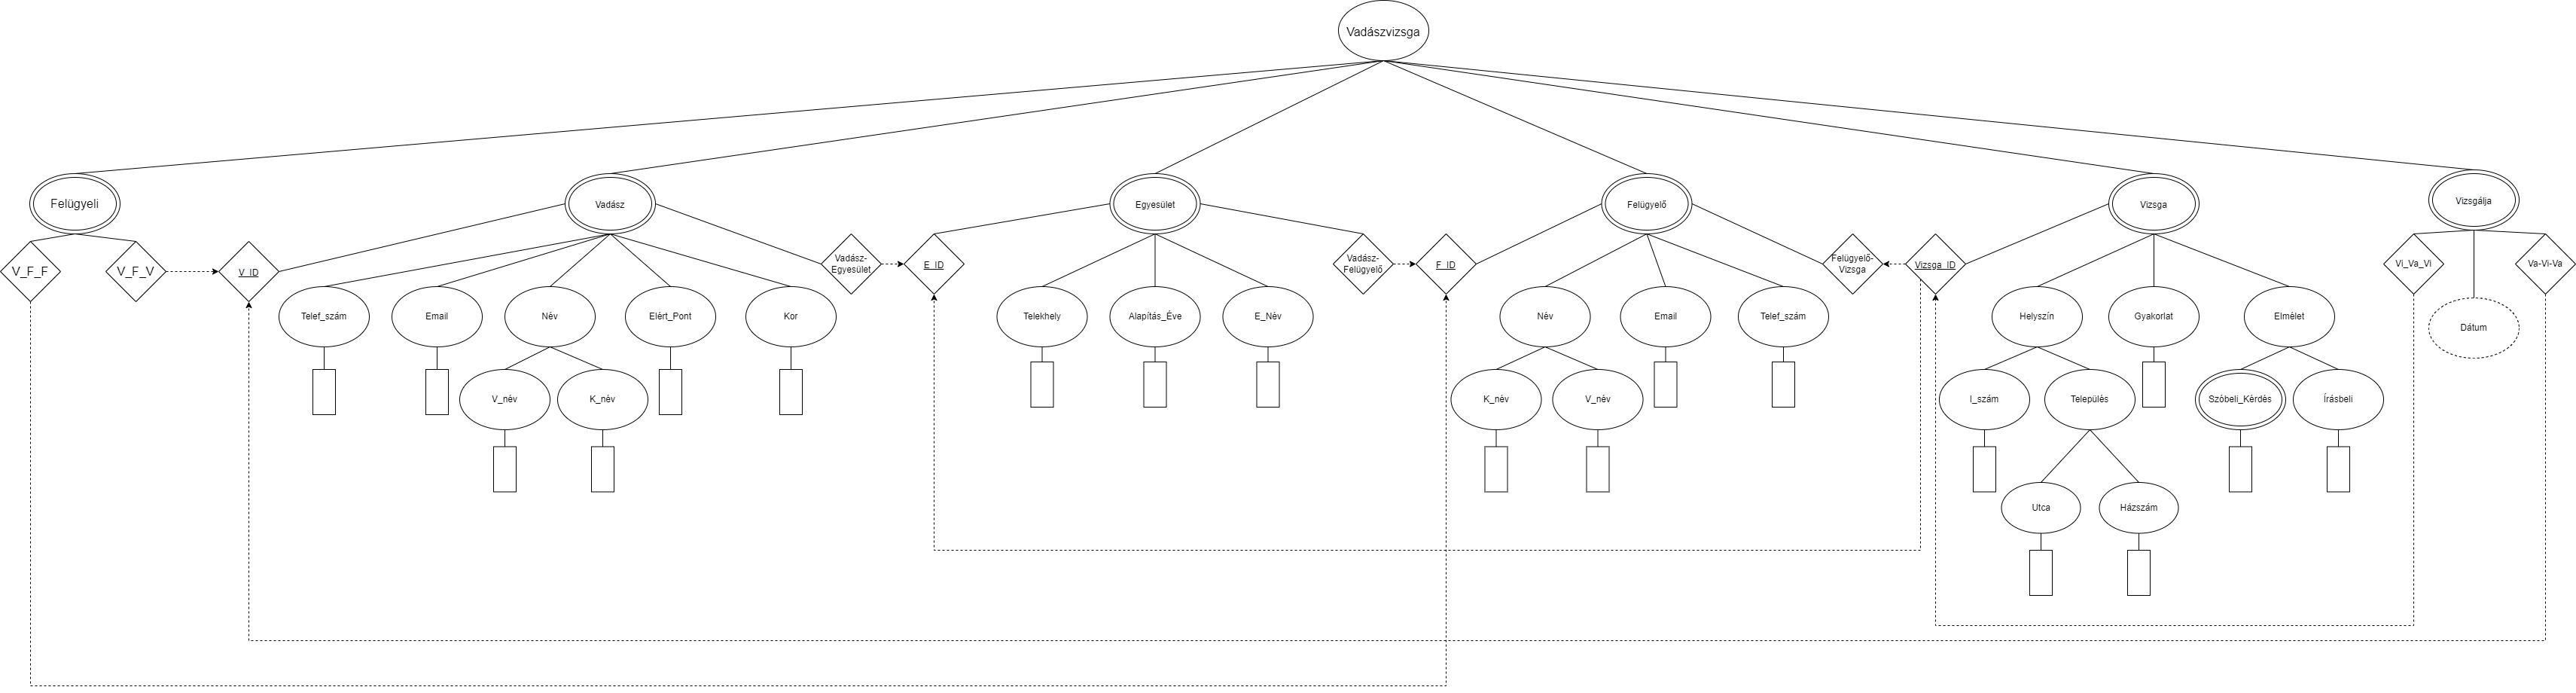 Vadászvizsga
Felügyeli
Vadász
Egyesület
Felügyelő
Vizsga
Vizsgálja
V_F_F
V_F_V
V_ID
Vadász-
Egyesület
E_ID
Vadász-
Felügyelő
F_ID
Felügyelő-
Vizsga
Vizsga_ID
Vi_Va_Vi
Va-Vi-Va
Telef_szám
Email
Név
Elért_Pont
Kor
Telekhely
Alapítás_Éve
E_Név
Név
Email
Telef_szám
Helyszín
Gyakorlat
Elmélet
Dátum
V_név
K_név
K_név
V_név
I_szám
Település
Szóbeli_Kérdés
Írásbeli
Utca
Házszám